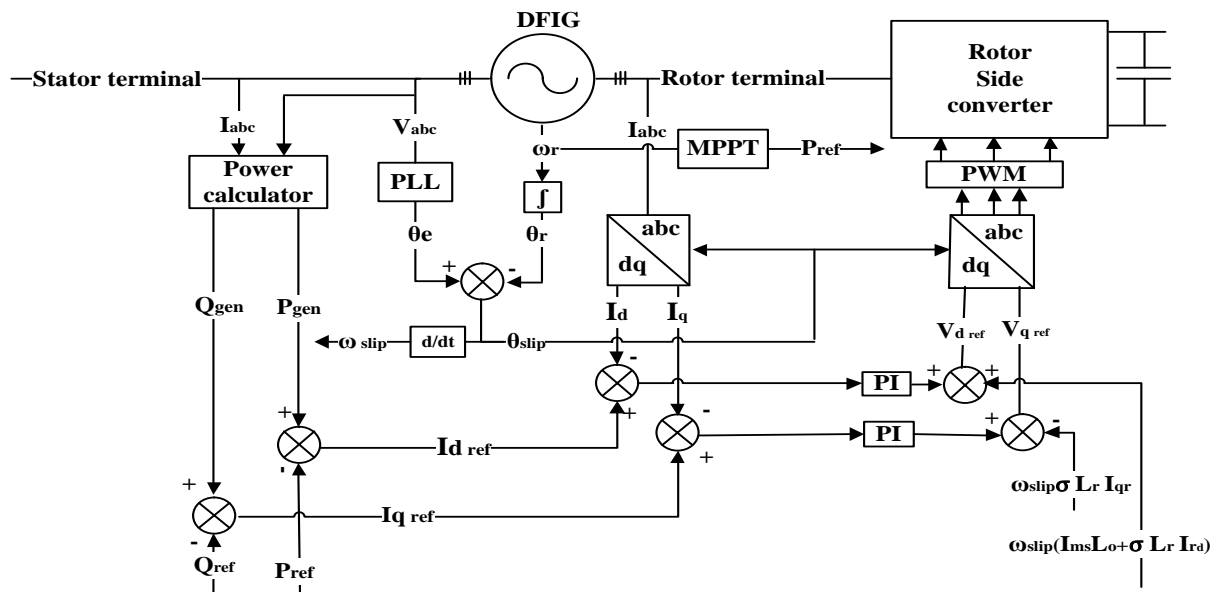 DFIG
Stator terminal
Rotor terminal
Rotor
Side
converter
Iabc
Vabc
Iabc
ωr
MPPT
Pref
Power
calculator
PLL
∫
PWM
θe
θr
abc
dq
abc
dq
+
-
Qgen
Pgen
Id
Iq
Vd ref
Vq ref
ω slip
d/dt
θslip
-
+
PI
+
+
+
-
Id ref
-
+
PI
+
-
+
-
Iq ref
ωslipσ Lr Iqr
Qref
Pref
ωslip(ImsLo+σ Lr Ird)